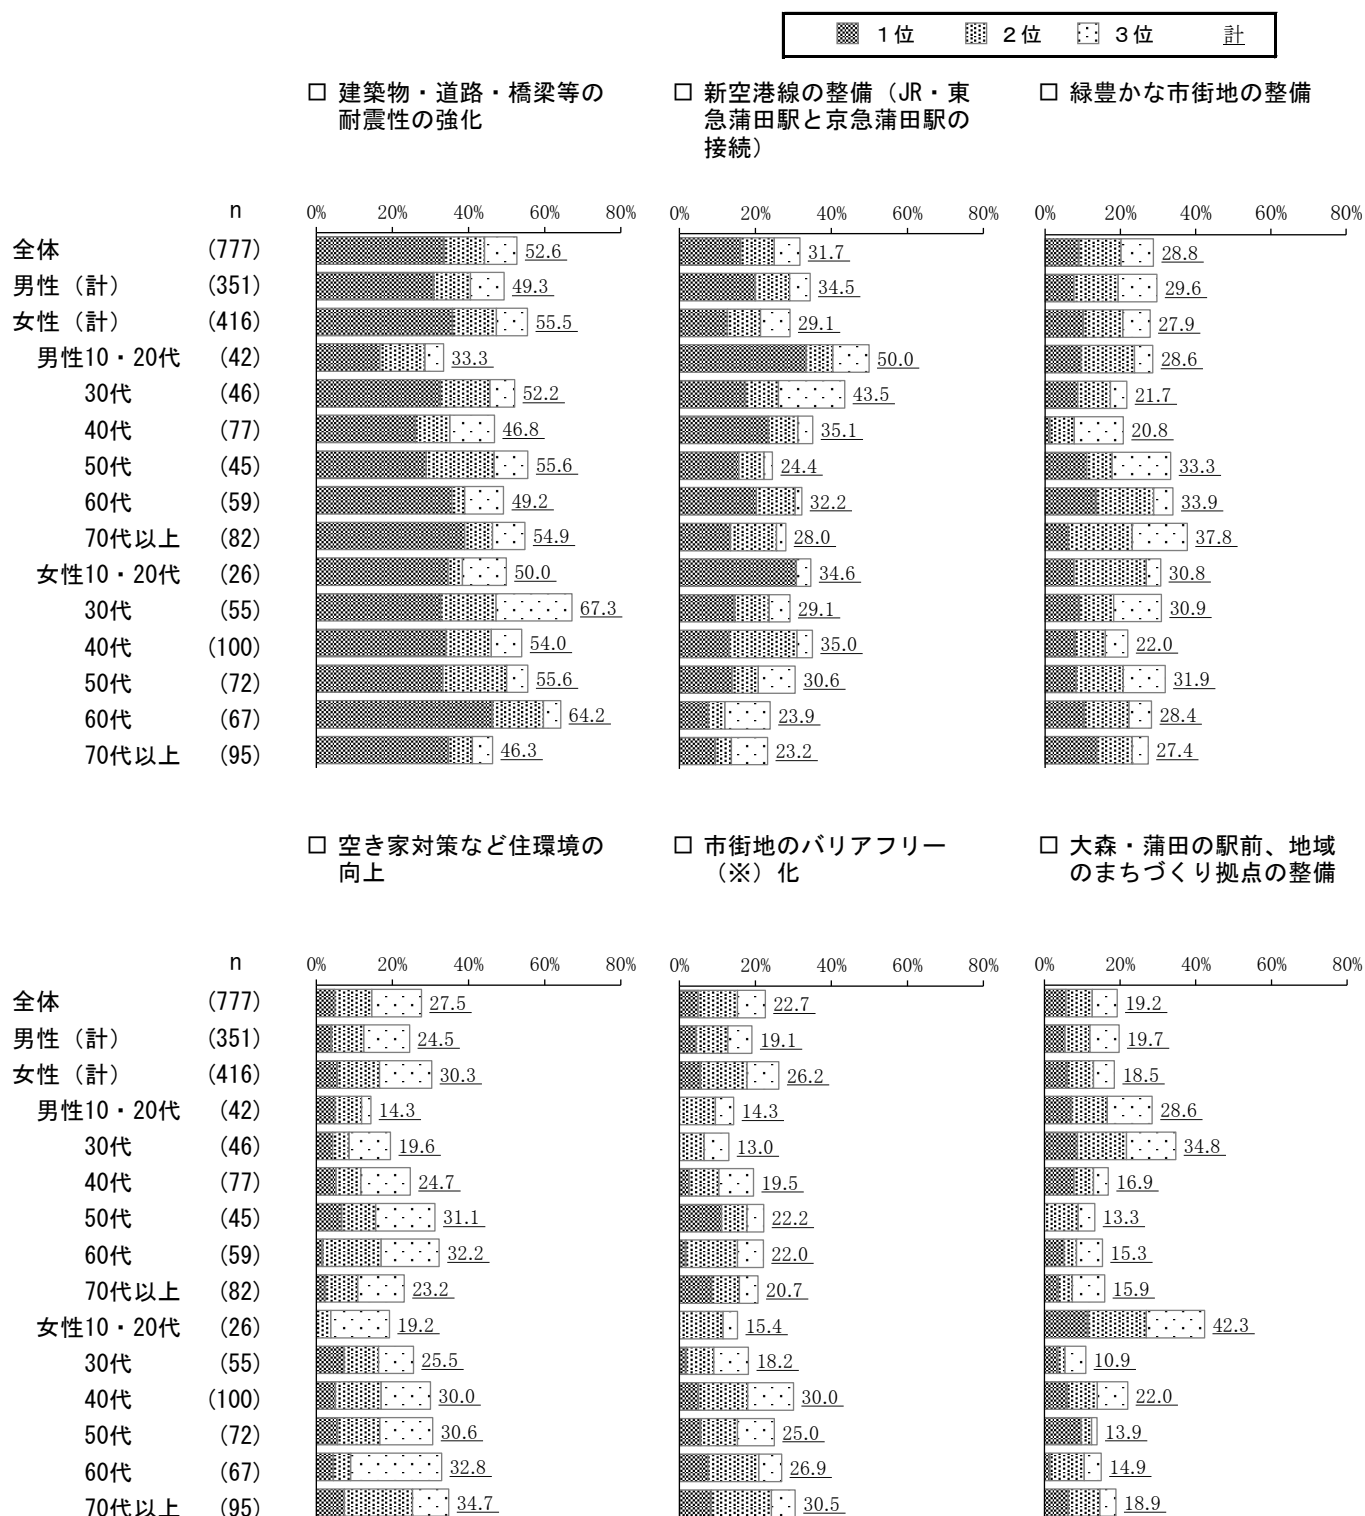 1位 2位 3位 計
□ 建築物・道路・橋梁等の
耐震性の強化
□ 新空港線の整備（JR・東
急蒲田駅と京急蒲田駅の
接続）
□ 緑豊かな市街地の整備
n 0% 20% 40% 60% 80% 0% 20% 40% 60% 80% 0% 20% 40% 60% 80%
全体 (777) 52.6 31.7 28.8
男性（計） (351) 49.3 34.5 29.6
女性（計） (416) 55.5 29.1 27.9
男性10・20代 (42) 33.3 50.0 28.6
30代 (46) 52.2 43.5 21.7
40代 (77) 46.8 35.1 20.8
50代 (45) 55.6 24.4 33.3
60代 (59) 49.2 32.2 33.9
70代以上 (82) 54.9 28.0 37.8
女性10・20代 (26) 50.0 34.6 30.8
30代 (55) 67.3 29.1 30.9
40代 (100) 54.0 35.0 22.0
50代 (72) 55.6 30.6 31.9
60代 (67) 64.2 23.9 28.4
70代以上 (95) 46.3 23.2 27.4
□ 空き家対策など住環境の
向上
□ 市街地のバリアフリー
（※）化
□ 大森・蒲田の駅前、地域
のまちづくり拠点の整備
n 0% 20% 40% 60% 80% 0% 20% 40% 60% 80% 0% 20% 40% 60% 80%
全体 (777) 27.5 22.7 19.2
男性（計） (351) 24.5 19.1 19.7
女性（計） (416) 30.3 26.2 18.5
男性10・20代 (42) 14.3 14.3 28.6
30代 (46) 19.6 13.0 34.8
40代 (77) 24.7 19.5 16.9
50代 (45) 31.1 22.2 13.3
60代 (59) 32.2 22.0 15.3
70代以上 (82) 23.2 20.7 15.9
女性10・20代 (26) 19.2 15.4 42.3
30代 (55) 25.5 18.2 10.9
40代 (100) 30.0 30.0 22.0
50代 (72) 30.6 25.0 13.9
60代 (67) 32.8 26.9 14.9
70代以上 (95) 34.7 30.5 18.9